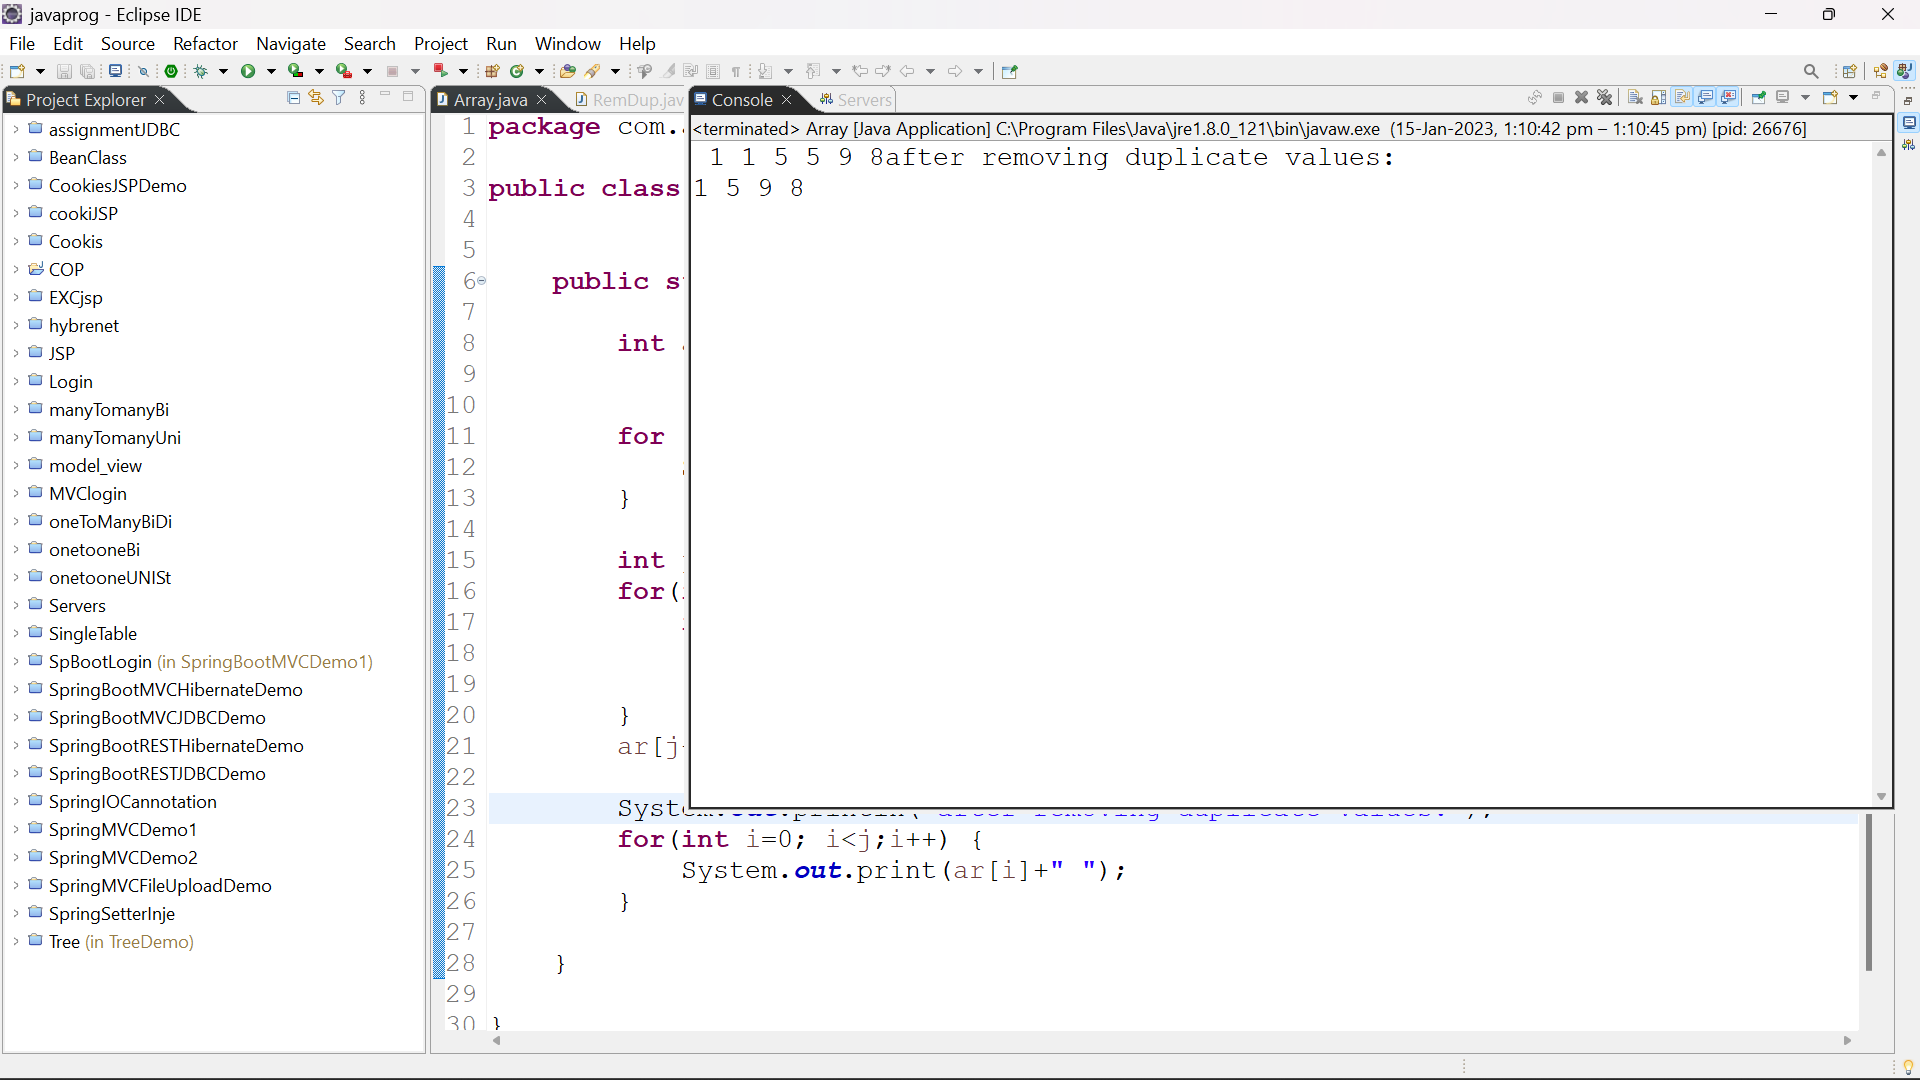 javaprog - Eclipse IDE
File Edit Source Refactor Navigate Search Project Run Window Help
Project Explorer
assignmentJDBC
BeanClass
CookiesJSPDemo
cookiJSP
Cookis
COP
EXCjsp
hybrenet
JSP
Login
manyTomanyBi
manyTomanyUni
model_view
MVClogin
oneToManyBiDi
onetooneBi
onetooneUNISt
Servers
SingleTable
SpBootLogin (in SpringBootMVCDemo1)
SpringBootMVCHibernateDemo
SpringBootMVCJDBCDemo
SpringBootRESTHibernateDemo
SpringBootRESTJDBCDemo
SpringIOCannotation
SpringMVCDemo1
SpringMVCDemo2
SpringMVCFileUploadDemo
SpringSetterInje
Tree (in TreeDemo)
Array.java RemDup.jav
1 package com.
2
3 public class
4
5
6 public s
7
8 int
9
10
11 for
12
13 }
14
15 int
16 for(
17
18
19
20 }
21 ar[j
22
23 System.out.println("after removing duplicate values: ");
24 for(int i=0; i<j;i++) {
25 System.out.print(ar[i]+" ");
26 }
27
28 }
29
30 }
Console Servers
<terminated> Array [Java Application] C:\Program Files\Java\jre1.8.0_121\bin\javaw.exe (15-Jan-2023, 1:10:42 pm – 1:10:45 pm) [pid: 26676]
1 1 5 5 9 8after removing duplicate values:
1 5 9 8